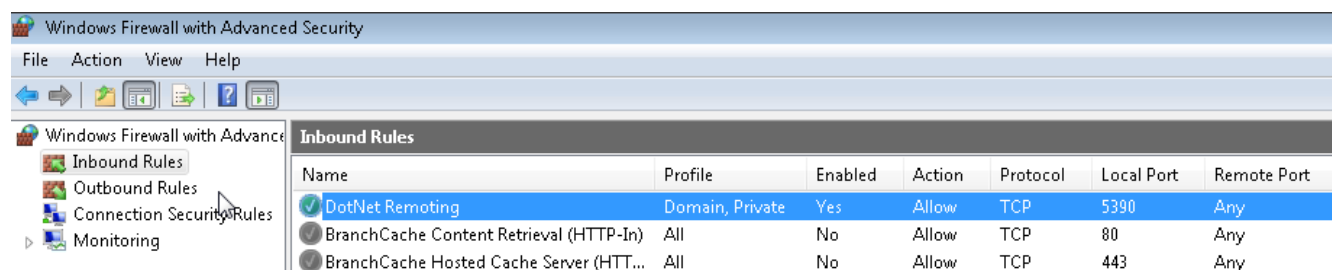 Windows Firewall with Advanced Security
File Action View Help
Windows Firewall with Advance
Inbound Rules
Outbound Rules
Connection Security Rules
Monitoring
Inbound Rules
Name Profile Enabled Action Protocol Local Port Remote Port
DotNet Remoting Domain, Private Yes Allow TCP 5390 Any
BranchCache Content Retrieval (HTTP-In) All No Allow TCP 80 Any
BranchCache Hosted Cache Server (HTT... All No Allow TCP 443 Any